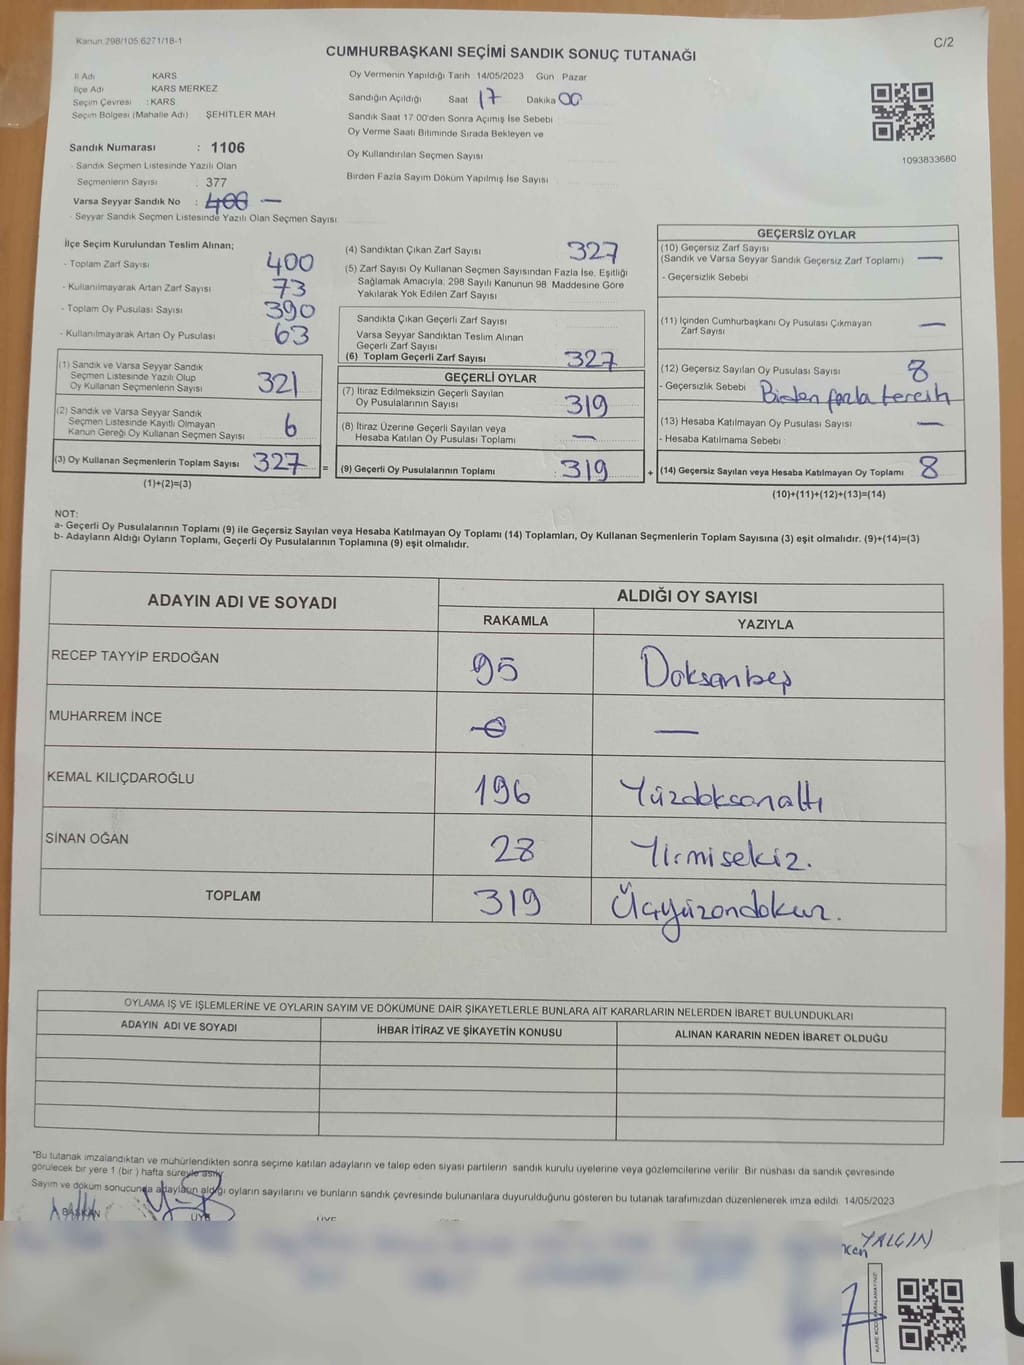 Kanun 298/105 6271/18-1
C/2
CUMHURBAŞKANI SEÇİMİ SANDIK SONUÇ TUTANAĞI
İl Adı KARS
İlçe Adı KARS MERKEZ
Seçim Çevresi : KARS
Seçim Bölgesi (Mahalle Adı) ŞEHİTLER MAH
Sandık Numarası : 1106
- Sandık Seçmen Listesinde Yazılı Olan
Seçmenlerin Sayısı : 377
Varsa Seyyar Sandık No : 400 —
- Seyyar Sandık Seçmen Listesinde Yazılı Olan Seçmen Sayısı
Oy Vermenin Yapıldığı Tarih 14/05/2023 Gün Pazar
Sandığın Açıldığı Saat 17 Dakika 00
Sandık Saat 17 00'den Sonra Açımış İse Sebebi
Oy Verme Saati Bitiminde Sırada Bekleyen ve
Oy Kullandırılan Seçmen Sayısı
Birden Fazla Sayım Döküm Yapılmış İse Sayısı
1093833680
İlçe Seçim Kurulundan Teslim Alınan;
- Toplam Zarf Sayısı 400
- Kullanılmayarak Artan Zarf Sayısı 73
- Toplam Oy Pusulası Sayısı 390
- Kullanılmayarak Artan Oy Pusulası 63
(1) Sandık ve Varsa Seyyar Sandık
Seçmen Listesinde Yazılı Olup
Oy Kullanan Seçmenlerin Sayısı 321
(2) Sandık ve Varsa Seyyar Sandık
Seçmen Listesinde Kayıtlı Olmayan
Kanun Gereği Oy Kullanan Seçmen Sayısı 6
(3) Oy Kullanan Seçmenlerin Toplam Sayısı 327 =
(1)+(2)=(3)
(4) Sandıktan Çıkan Zarf Sayısı 327
(5) Zarf Sayısı Oy Kullanan Seçmen Sayısından Fazla İse, Eşitliği
Sağlamak Amacıyla, 298 Sayılı Kanunun 98. Maddesine Göre
Yakılarak Yok Edilen Zarf Sayısı
Sandıkta Çıkan Geçerli Zarf Sayısı
Varsa Seyyar Sandıktan Teslim Alınan
Geçerli Zarf Sayısı
(6) Toplam Geçerli Zarf Sayısı 327
GEÇERLİ OYLAR
(7) İtiraz Edilmeksizin Geçerli Sayılan
Oy Pusulalarının Sayısı 319
(8) İtiraz Üzerine Geçerli Sayılan veya
Hesaba Katılan Oy Pusulası Toplamı —
(9) Geçerli Oy Pusulalarının Toplamı 319 +
GEÇERSİZ OYLAR
(10) Geçersiz Zarf Sayısı
(Sandık ve Varsa Seyyar Sandık Geçersiz Zarf Toplamı) —
- Geçersizlik Sebebi
(11) İçinden Cumhurbaşkanı Oy Pusulası Çıkmayan
Zarf Sayısı —
(12) Geçersiz Sayılan Oy Pusulası Sayısı 8
- Geçersizlik Sebebi Birden fazla tercih
(13) Hesaba Katılmayan Oy Pusulası Sayısı —
- Hesaba Katılmama Sebebi
(14) Geçersiz Sayılan veya Hesaba Katılmayan Oy Toplamı 8
(10)+(11)+(12)+(13)=(14)
NOT:
a- Geçerli Oy Pusulalarının Toplamı (9) ile Geçersiz Sayılan veya Hesaba Katılmayan Oy Toplamı (14) Toplamları, Oy Kullanan Seçmenlerin Toplam Sayısına (3) eşit olmalıdır. (9)+(14)=(3)
b- Adayların Aldığı Oyların Toplamı, Geçerli Oy Pusulalarının Toplamına (9) eşit olmalıdır.
ADAYIN ADI VE SOYADI
ALDIĞI OY SAYISI
RAKAMLA YAZIYLA
RECEP TAYYİP ERDOĞAN 95 Doksanbeş
MUHARREM İNCE 0 —
KEMAL KILIÇDAROĞLU 196 Yüzdoksanaltı
SİNAN OĞAN 28 Yirmisekiz.
TOPLAM 319 Üçyüzondokuz.
OYLAMA İŞ VE İŞLEMLERİNE VE OYLARIN SAYIM VE DÖKÜMÜNE DAİR ŞİKAYETLERLE BUNLARA AİT KARARLARIN NELERDEN İBARET BULUNDUKLARI
ADAYIN ADI VE SOYADI İHBAR İTİRAZ VE ŞİKAYETİN KONUSU ALINAN KARARIN NEDEN İBARET OLDUĞU
"Bu tutanak imzalandıktan ve mühürlendikten sonra seçime katılan adayların ve talep eden siyasi partilerin sandık kurulu üyelerine veya gözlemcilerine verilir. Bir nüshası da sandık çevresinde
görülecek bir yere 1 (bir ) hafta süreyle asılır
Sayım ve döküm sonucunda adayların aldığı oyların sayılarını ve bunların sandık çevresinde bulunanlara duyurulduğunu gösteren bu tutanak tarafımızdan düzenlenerek imza edildi 14/05/2023
BAŞKAN ÜYE ÜYE
YALÇIN